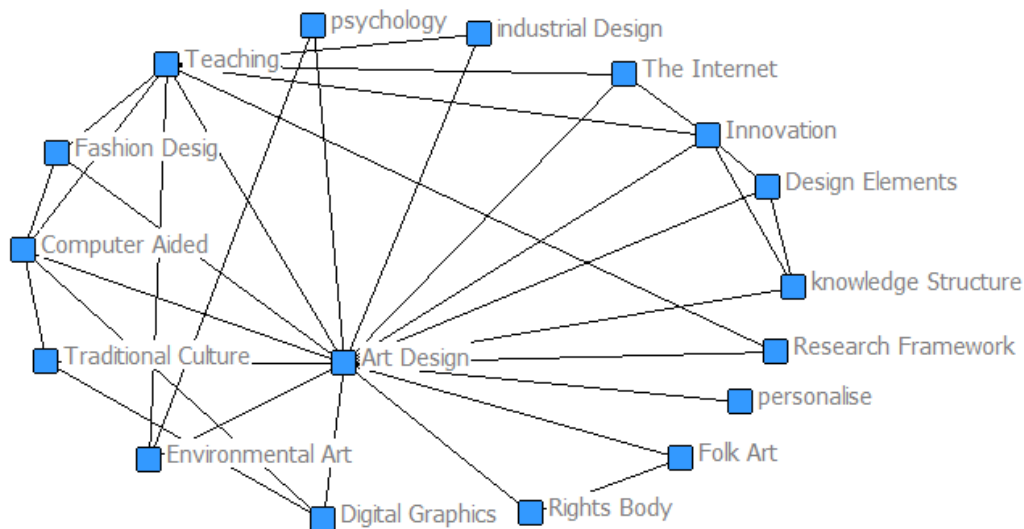 psychology
industrial Design
Teaching
The Internet
Innovation
Fashion Desig
Design Elements
Computer Aided
knowledge Structure
Traditional Culture
Art Design
Research Framework
personalise
Environmental Art
Folk Art
Digital Graphics
Rights Body